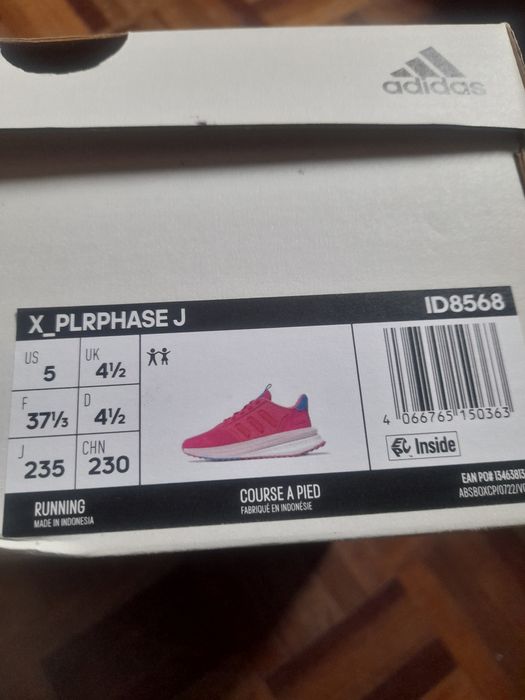 adidas
X_PLRPHASE J
ID8568
US
5
UK
4½
F
37⅓
D
4½
J
235
CHN
230
4 066765 150363
Inside
RUNNING
MADE IN INDONESIA
COURSE A PIED
FABRIQUÉ EN INDONÉSIE
EAN PO# 13463813